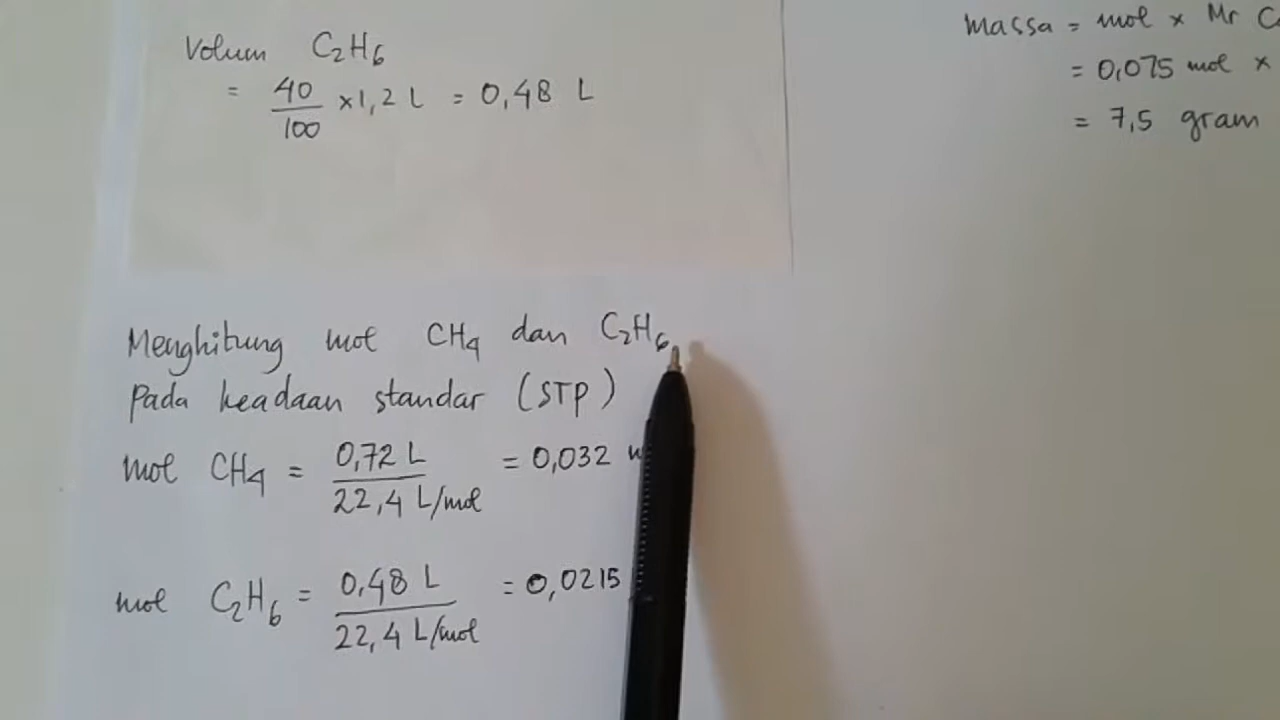 Volum C₂H₆
= 40/100 × 1,2 L = 0,48 L
Menghitung mol CH₄ dan C₂H₆
Pada keadaan standar (STP)
mol CH₄ = 0,72 L / 22,4 L/mol = 0,032
mol C₂H₆ = 0,48 L / 22,4 L/mol = 0,0215
Massa = mol × Mr
= 0,075 mol ×
= 7,5 gram